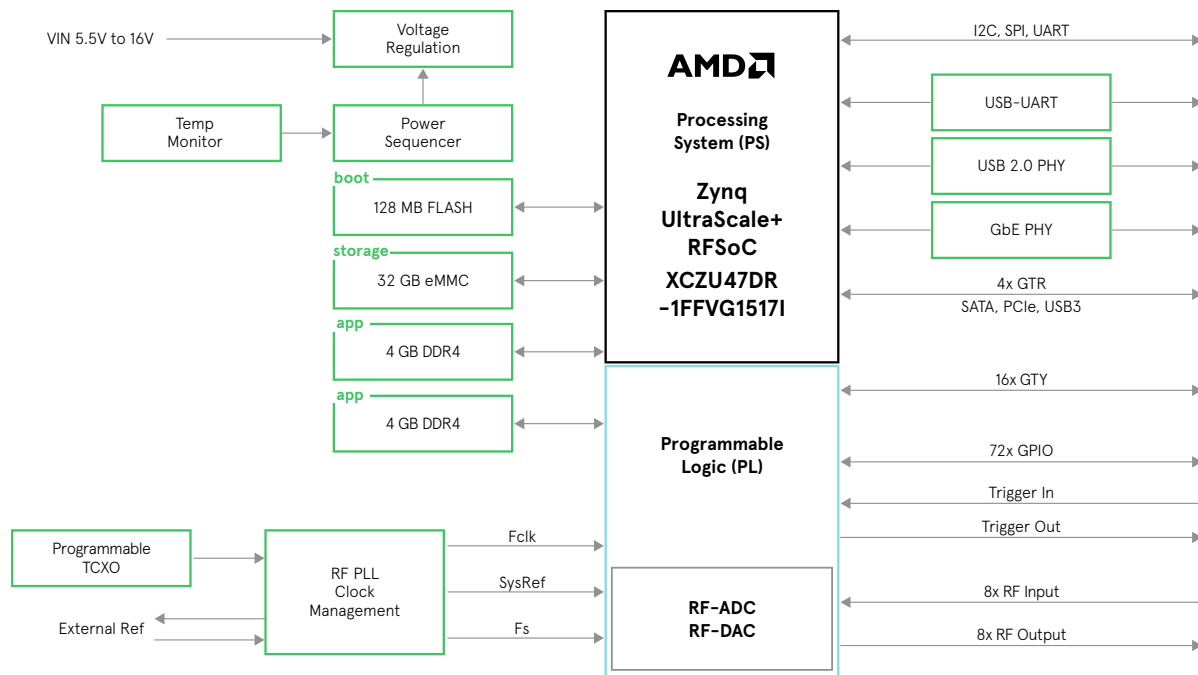 VIN 5.5V to 16V
Voltage
Regulation
Temp
Monitor
Power
Sequencer
boot
128 MB FLASH
storage
32 GB eMMC
app
4 GB DDR4
app
4 GB DDR4
Programmable
TCXO
External Ref
RF PLL
Clock
Management
Fclk
SysRef
Fs
AMD
Processing
System (PS)
Zynq
UltraScale+
RFSoC
XCZU47DR
-1FFVG1517I
Programmable
Logic (PL)
RF-ADC
RF-DAC
I2C, SPI, UART
USB-UART
USB 2.0 PHY
GbE PHY
4x GTR
SATA, PCIe, USB3
16x GTY
72x GPIO
Trigger In
Trigger Out
8x RF Input
8x RF Output